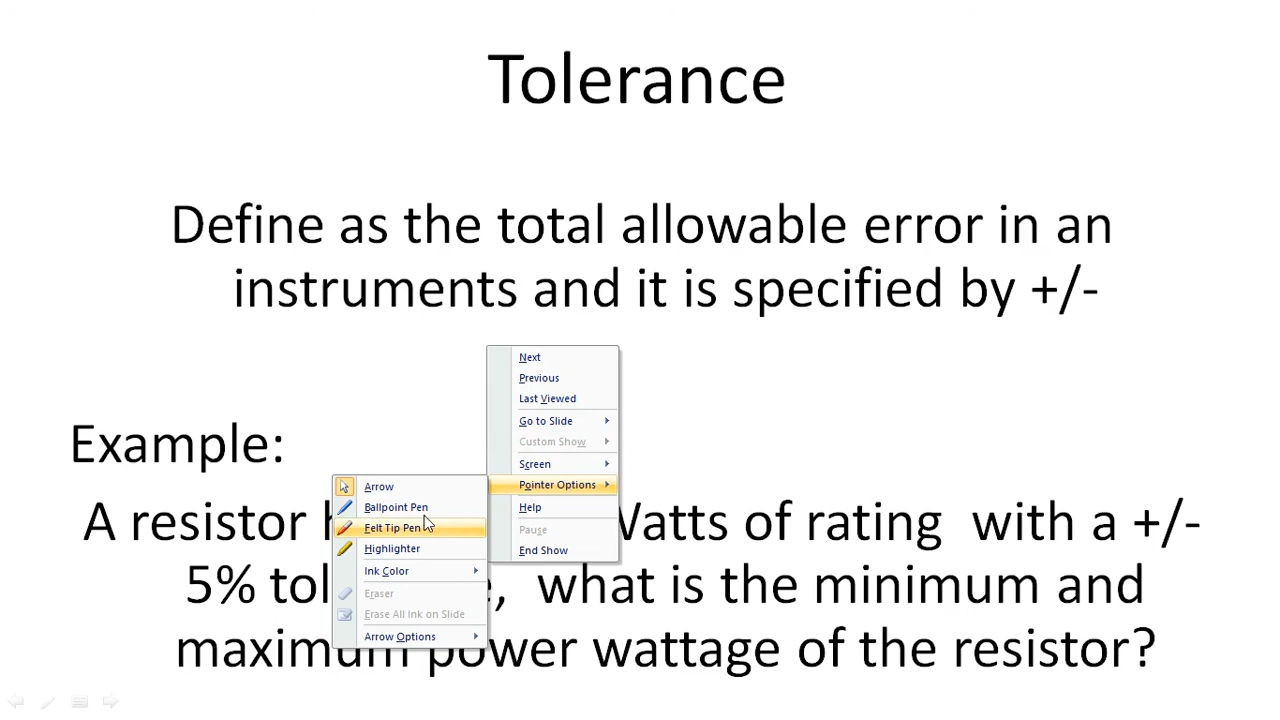 Tolerance
Define as the total allowable error in an
instruments and it is specified by +/-
Next
Previous
Last Viewed
Go to Slide
Custom Show
Screen
Pointer Options
Help
Pause
End Show
Example:
Arrow
Ballpoint Pen
Felt Tip Pen
Highlighter
Ink Color
Eraser
Erase All Ink on Slide
Arrow Options
A resistor Watts of rating with a +/-
5% what is the minimum and
maximum power wattage of the resistor?